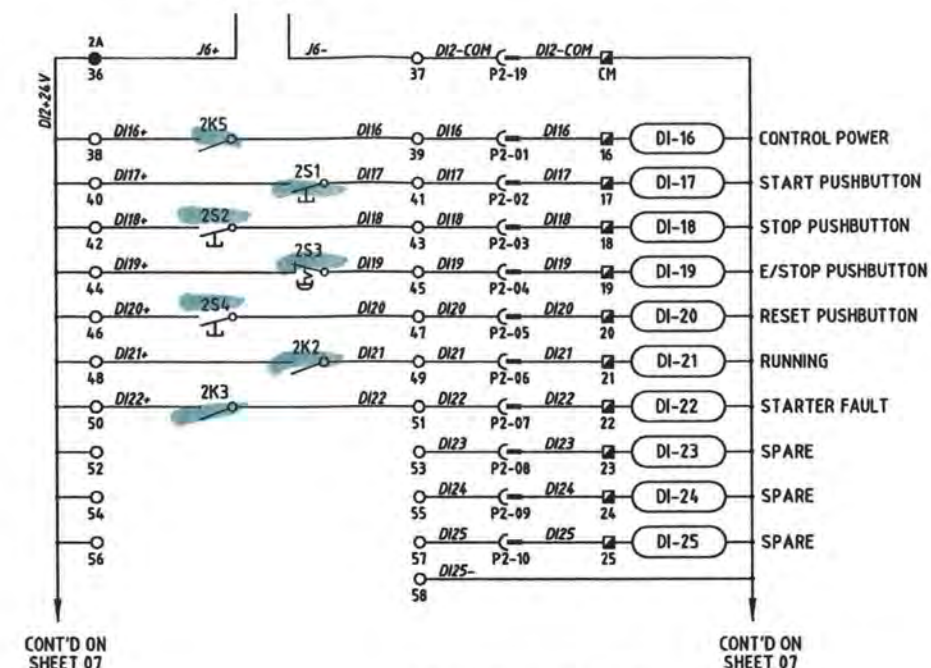 2A J6+ J6- DI2-COM DI2-COM
36 37 P2-19 CM
DI2+24V
DI16+ 2K5 DI16 DI16 DI16 DI-16 CONTROL POWER
38 39 P2-01 16
DI17+ 2S1 DI17 DI17 DI17 DI-17 START PUSHBUTTON
40 41 P2-02 17
DI18+ 2S2 DI18 DI18 DI18 DI-18 STOP PUSHBUTTON
42 43 P2-03 18
DI19+ 2S3 DI19 DI19 DI19 DI-19 E/STOP PUSHBUTTON
44 45 P2-04 19
DI20+ 2S4 DI20 DI20 DI20 DI-20 RESET PUSHBUTTON
46 47 P2-05 20
DI21+ 2K2 DI21 DI21 DI21 DI-21 RUNNING
48 49 P2-06 21
DI22+ 2K3 DI22 DI22 DI22 DI-22 STARTER FAULT
50 51 P2-07 22
DI23 DI23 DI-23 SPARE
52 53 P2-08 23
DI24 DI24 DI-24 SPARE
54 55 P2-09 24
DI25 DI25 DI-25 SPARE
56 57 P2-10 25
DI25-
58
CONT'D ON CONT'D ON
SHEET 07 SHEET 07